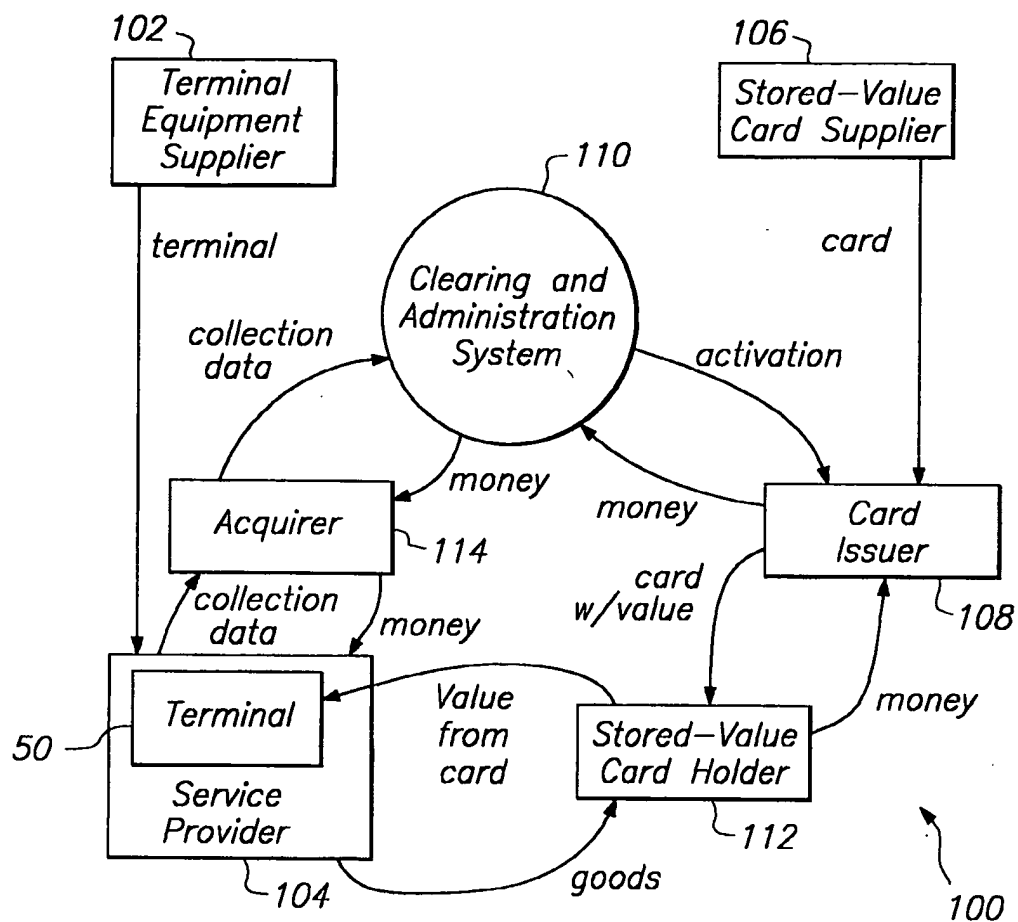 102
Terminal
Equipment
Supplier
106
Stored-Value
Card Supplier
110
terminal
card
Clearing and
Administration
System
collection
data
activation
money
money
Acquirer
114
Card
Issuer
108
collection
data
money
card
w/value
money
50
Terminal
Value
from
card
Stored-Value
Card Holder
112
Service
Provider
104
goods
100